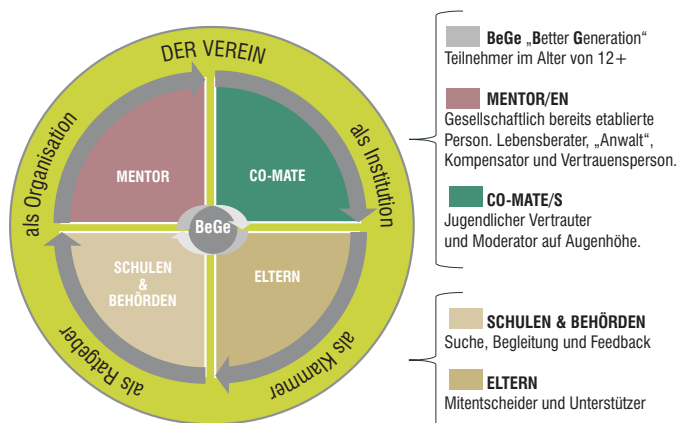 DER VEREIN
als Organisation
als Institution
MENTOR
CO-MATE
BeGe
SCHULEN
&
BEHÖRDEN
ELTERN
als Ratgeber
als Klammer
BeGe „Better Generation“
Teilnehmer im Alter von 12+
MENTOR/EN
Gesellschaftlich bereits etablierte
Person. Lebensberater, „Anwalt“,
Kompensator und Vertrauensperson.
CO-MATE/S
Jugendlicher Vertrauter
und Moderator auf Augenhöhe.
SCHULEN & BEHÖRDEN
Suche, Begleitung und Feedback
ELTERN
Mitentscheider und Unterstützer